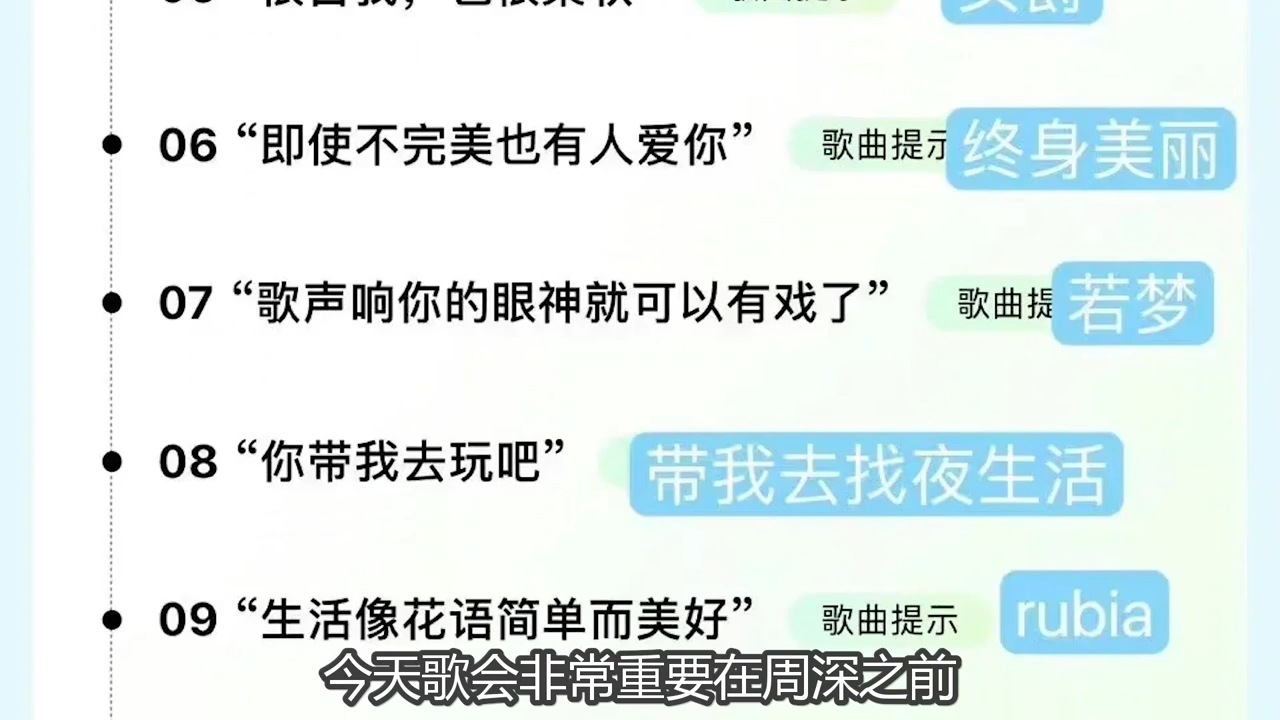 06 “即使不完美也有人爱你” 歌曲提示 终身美丽
07 “歌声响你的眼神就可以有戏了” 歌曲提 若梦
08 “你带我去玩吧” 带我去找夜生活
09 “生活像花语简单而美好” 歌曲提示 rubia
今天歌会非常重要在周深之前